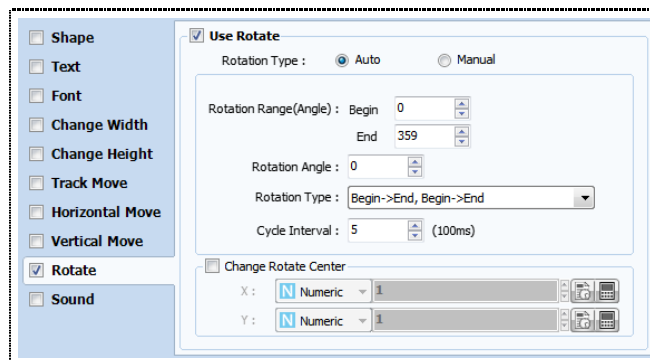 Shape
Text
Font
Change Width
Change Height
Track Move
Horizontal Move
Vertical Move
Rotate
Sound
Use Rotate
Rotation Type : Auto Manual
Rotation Range(Angle) : Begin 0
End 359
Rotation Angle : 0
Rotation Type : Begin->End, Begin->End
Cycle Interval : 5 (100ms)
Change Rotate Center
X : N Numeric 1
Y : N Numeric 1